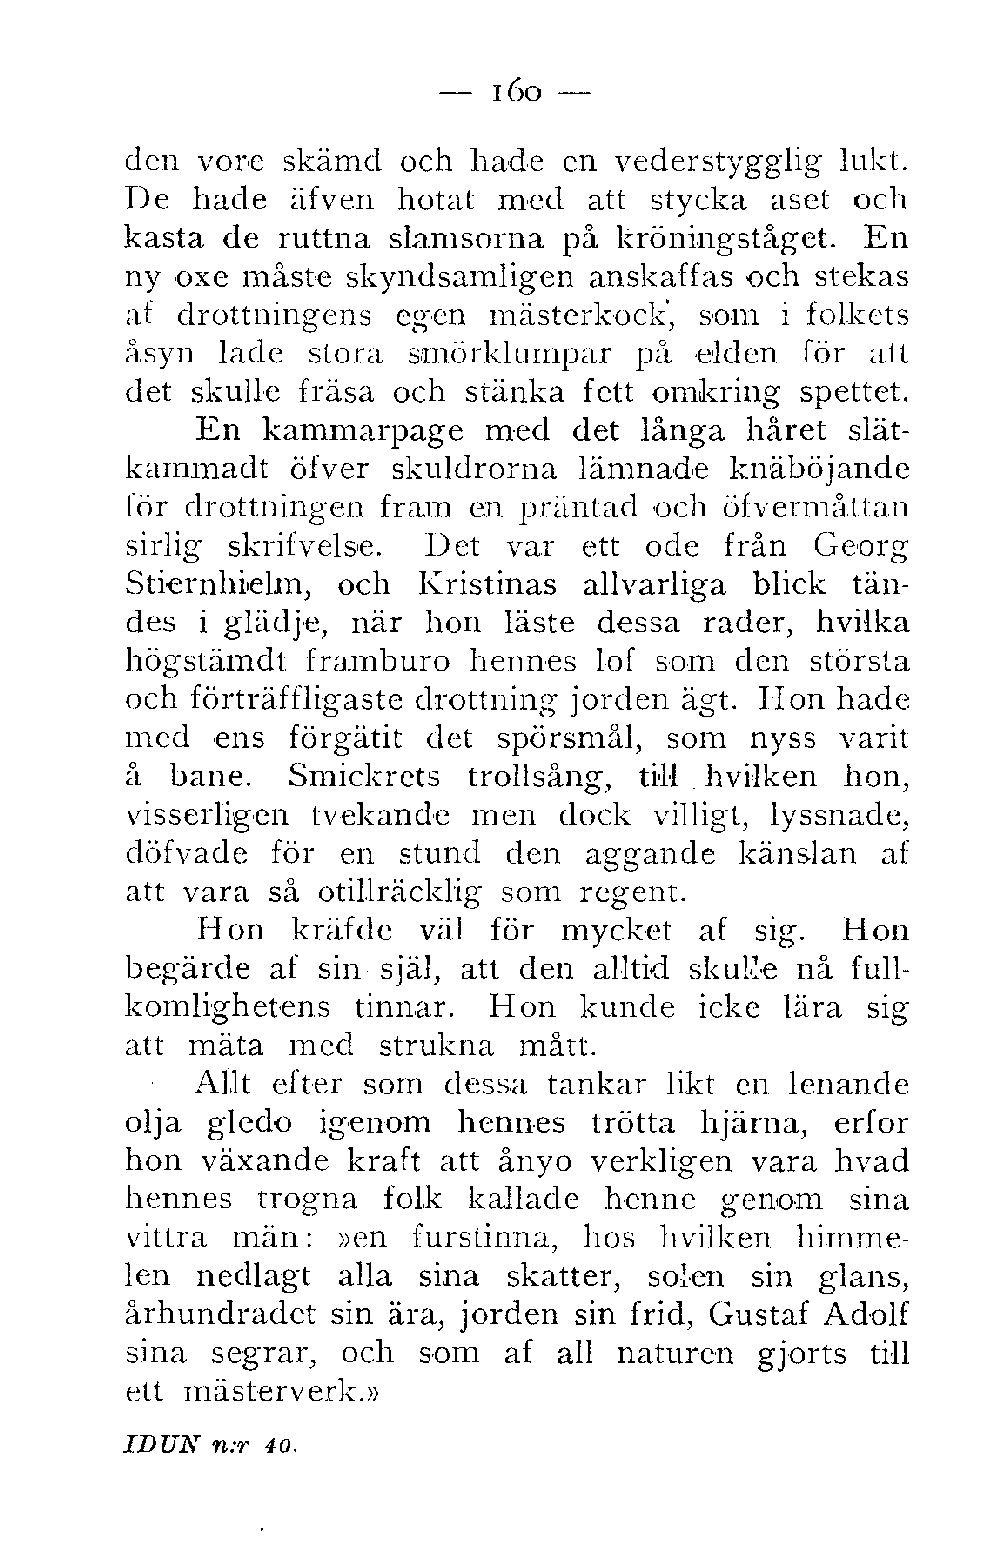 — 160 —
den vore skämd och hade en vederstygglig lukt.
De hade äfven hotat med att stycka aset och
kasta de ruttna slamsorna på kröningståget. En
ny oxe måste skyndsamligen anskaffas och stekas
af drottningens egen mästerkock, som i folkets
åsyn lade stora smörklumpar på elden för att
det skulle fräsa och stänka fett omkring spettet.
En kammarpage med det långa håret slät-
kammadt öfver skuldrorna lämnade knäböjande
för drottningen fram en präntad och öfvermåttan
sirlig skrifvelse. Det var ett ode från Georg
Stiernhielm, och Kristinas allvarliga blick tän-
des i glädje, när hon läste dessa rader, hvilka
högstämdt framburo hennes lof som den största
och förträffligaste drottning jorden ägt. Hon hade
med ens förgätit det spörsmål, som nyss varit
å bane. Smickrets trollsång, till hvilken hon,
visserligen tvekande men dock villigt, lyssnade,
döfvade för en stund den aggande känslan af
att vara så otillräcklig som regent.
Hon kräfde väl för mycket af sig. Hon
begärde af sin själ, att den alltid skulle nå full-
komlighetens tinnar. Hon kunde icke lära sig
att mäta med strukna mått.
Allt efter som dessa tankar likt en lenande
olja gledo igenom hennes trötta hjärna, erfor
hon växande kraft att ånyo verkligen vara hvad
hennes trogna folk kallade henne genom sina
vittra män: »en furstinna, hos hvilken himme-
len nedlagt alla sina skatter, solen sin glans,
århundradet sin ära, jorden sin frid, Gustaf Adolf
sina segrar, och som af all naturen gjorts till
ett mästerverk.»
IDUN n:r 40.